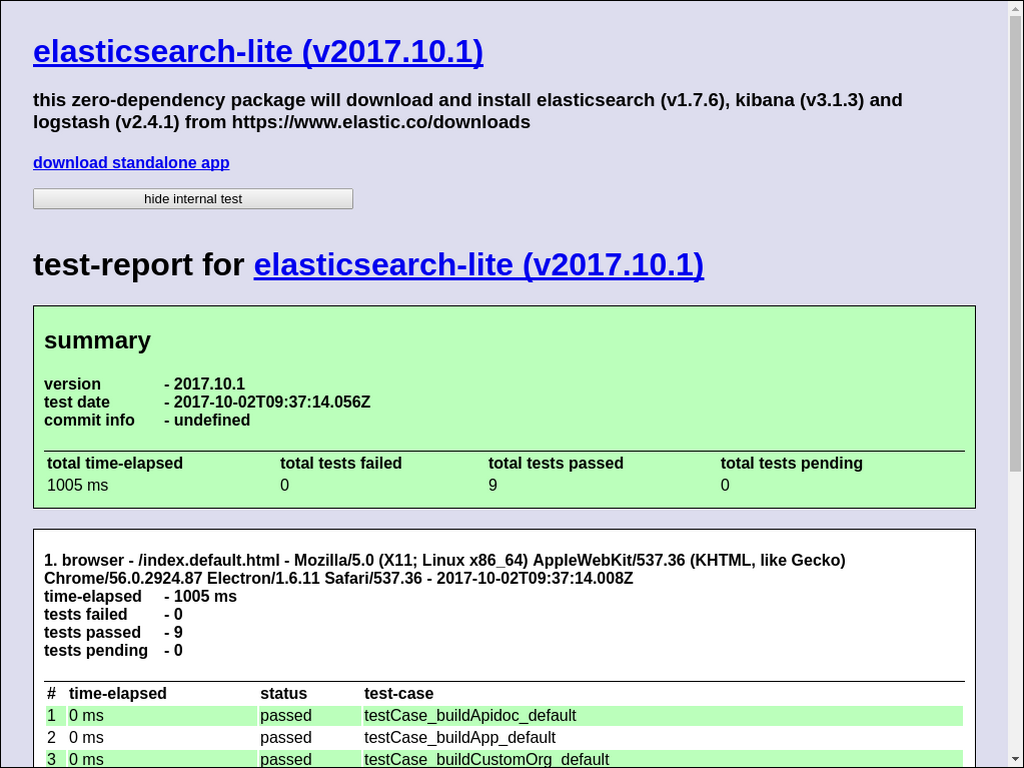 elasticsearch-lite (v2017.10.1)
this zero-dependency package will download and install elasticsearch (v1.7.6), kibana (v3.1.3) and
logstash (v2.4.1) from https://www.elastic.co/downloads
download standalone app
hide internal test
test-report for elasticsearch-lite (v2017.10.1)
summary
version - 2017.10.1
test date - 2017-10-02T09:37:14.056Z
commit info - undefined
total time-elapsed total tests failed total tests passed total tests pending
1005 ms 0 9 0
1. browser - /index.default.html - Mozilla/5.0 (X11; Linux x86_64) AppleWebKit/537.36 (KHTML, like Gecko)
Chrome/56.0.2924.87 Electron/1.6.11 Safari/537.36 - 2017-10-02T09:37:14.008Z
time-elapsed - 1005 ms
tests failed - 0
tests passed - 9
tests pending - 0
# time-elapsed status test-case
1 0 ms passed testCase_buildApidoc_default
2 0 ms passed testCase_buildApp_default
3 0 ms passed testCase_buildCustomOrg_default